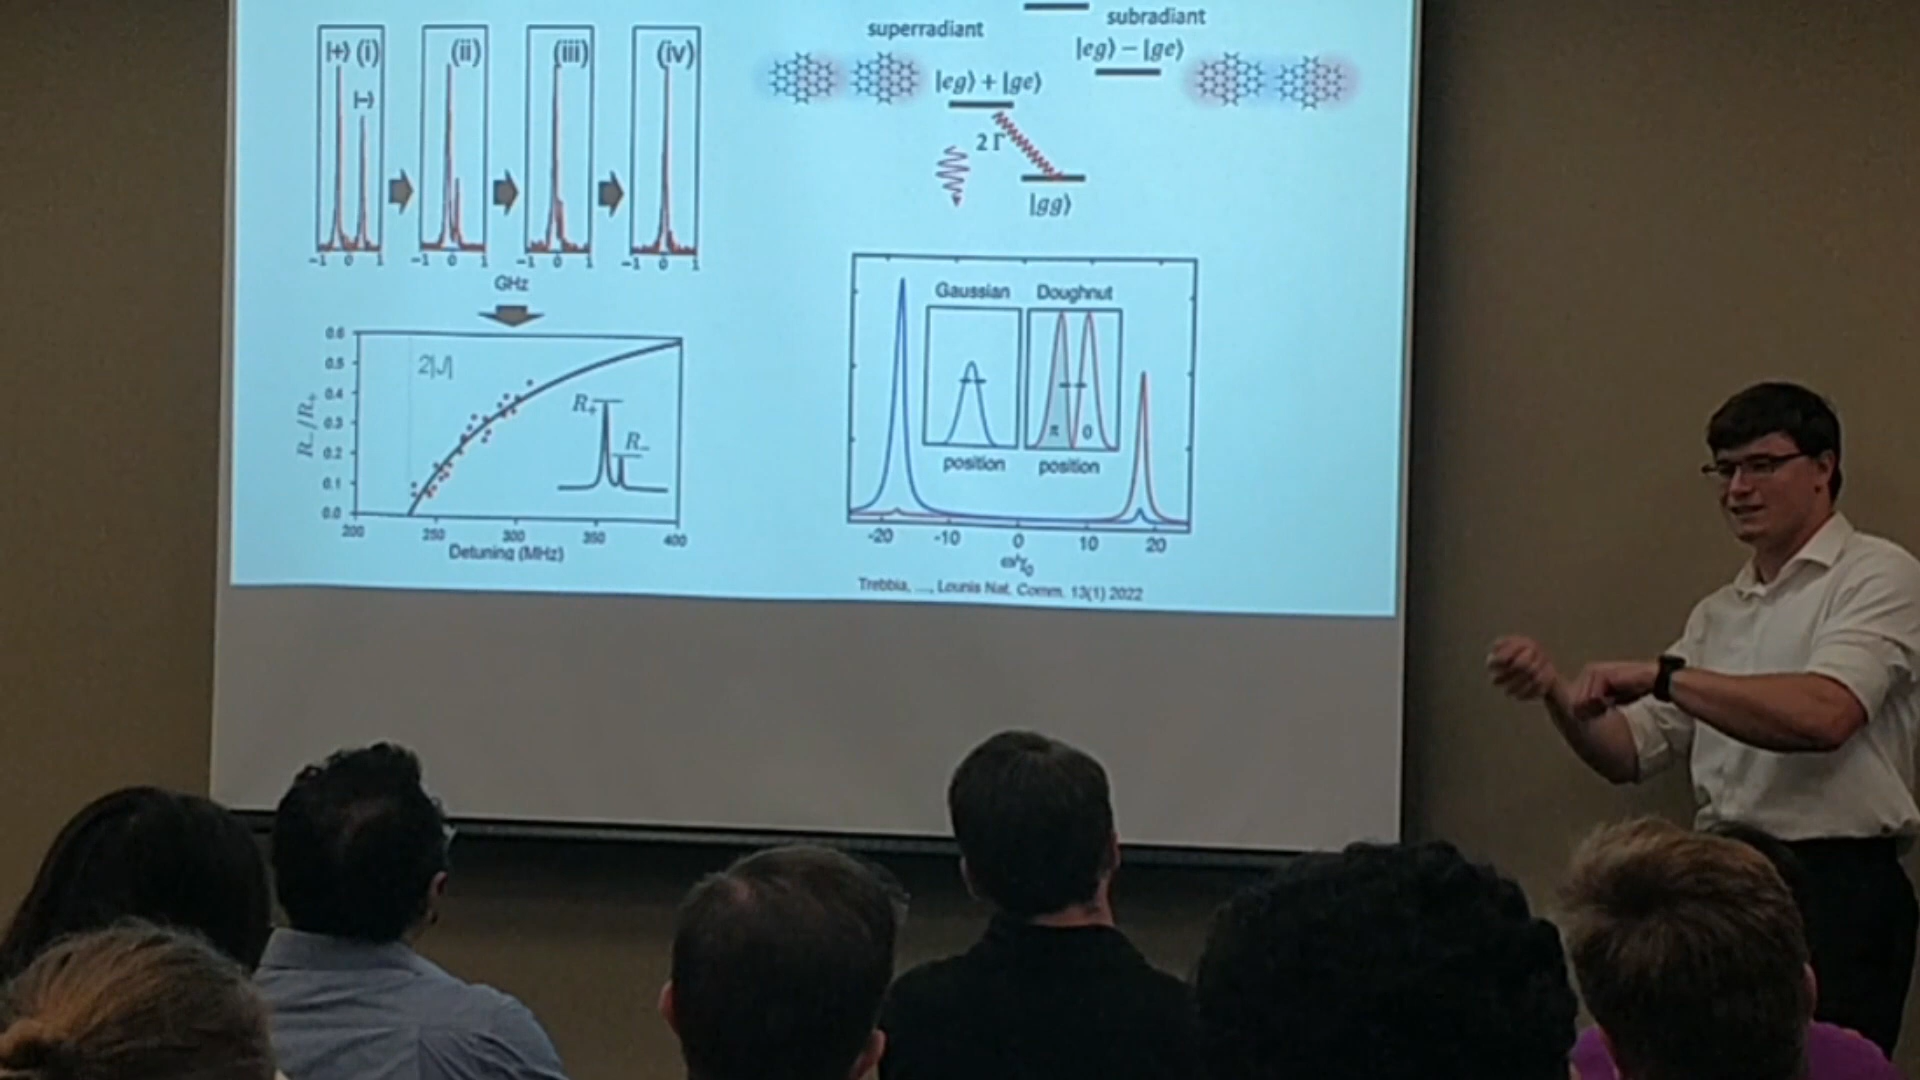 |+⟩ (i)
|−⟩
(ii)
(iii)
(iv)
−1 0 1
−1 0 1
−1 0 1
−1 0 1
GHz
0.6
0.5
0.4
0.3
0.2
0.1
0.0
R₋/R₊
2|J|
R₊
R₋
200 250 300 350 400
Detuning (MHz)
superradiant
subradiant
|eg⟩ + |ge⟩
|eg⟩ − |ge⟩
2 Γ
|gg⟩
Gaussian Doughnut
π 0
position position
-20 -10 0 10 20
Trebbia, ..., Lounis Nat. Comm. 13(1) 2022